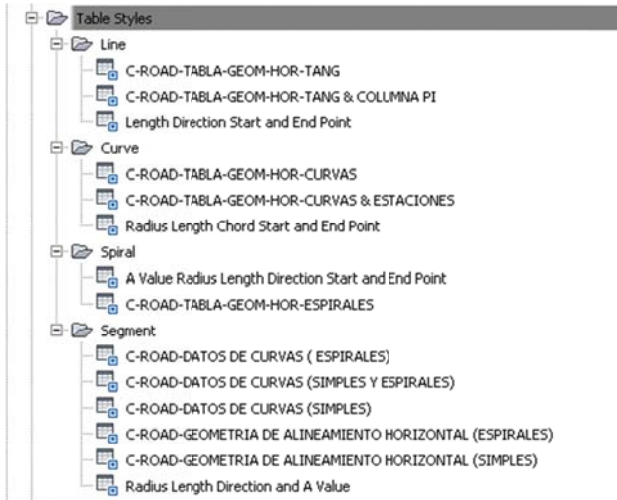 Table Styles
Line
C-ROAD-TABLA-GEOM-HOR-TANG
C-ROAD-TABLA-GEOM-HOR-TANG & COLUMNA PI
Length Direction Start and End Point
Curve
C-ROAD-TABLA-GEOM-HOR-CURVAS
C-ROAD-TABLA-GEOM-HOR-CURVAS & ESTACIONES
Radius Length Chord Start and End Point
Spiral
A Value Radius Length Direction Start and End Point
C-ROAD-TABLA-GEOM-HOR-ESPIRALES
Segment
C-ROAD-DATOS DE CURVAS ( ESPIRALES)
C-ROAD-DATOS DE CURVAS (SIMPLES Y ESPIRALES)
C-ROAD-DATOS DE CURVAS (SIMPLES)
C-ROAD-GEOMETRIA DE ALINEAMIENTO HORIZONTAL (ESPIRALES)
C-ROAD-GEOMETRIA DE ALINEAMIENTO HORIZONTAL (SIMPLES)
Radius Length Direction and A Value